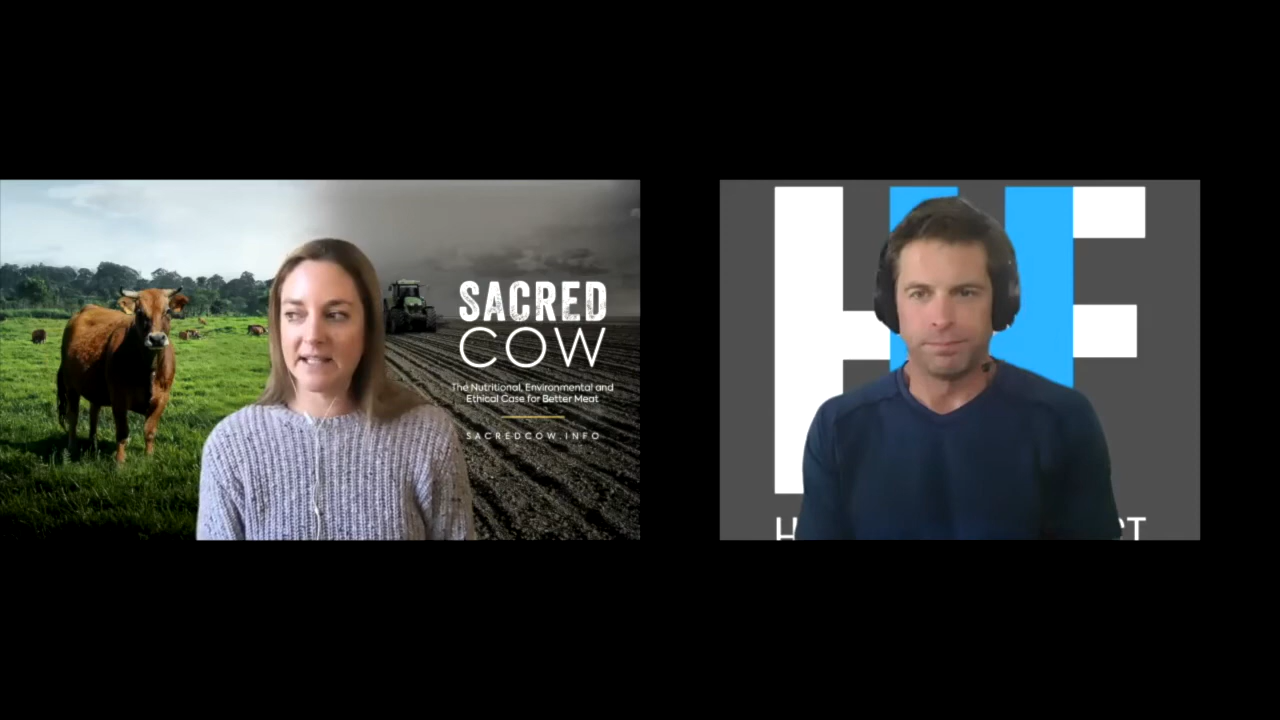 SACRED
COW
The Nutritional, Environmental and
Ethical Case for Better Meat
SACREDCOW.INFO